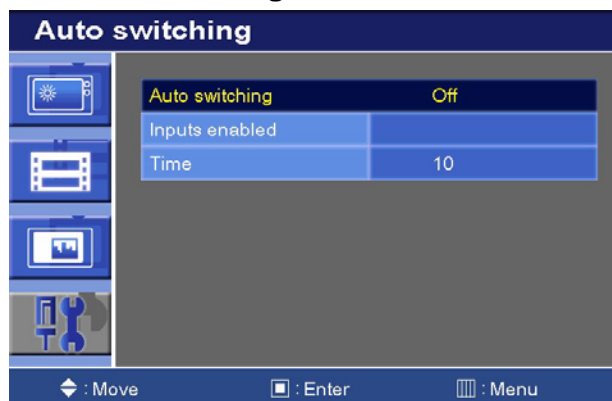 Auto switching
Auto switching Off
Inputs enabled
Time 10
: Move : Enter : Menu